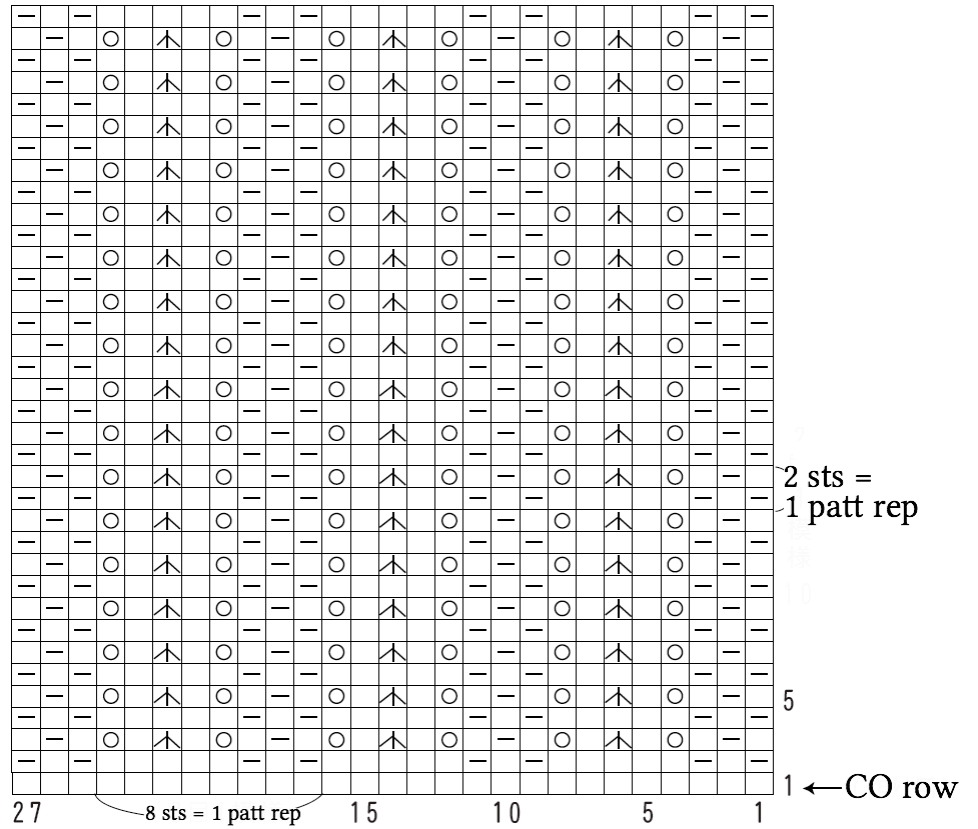 2 sts =
1 patt rep
5
1 ← CO row
27 8 sts = 1 patt rep 15 10 5 1